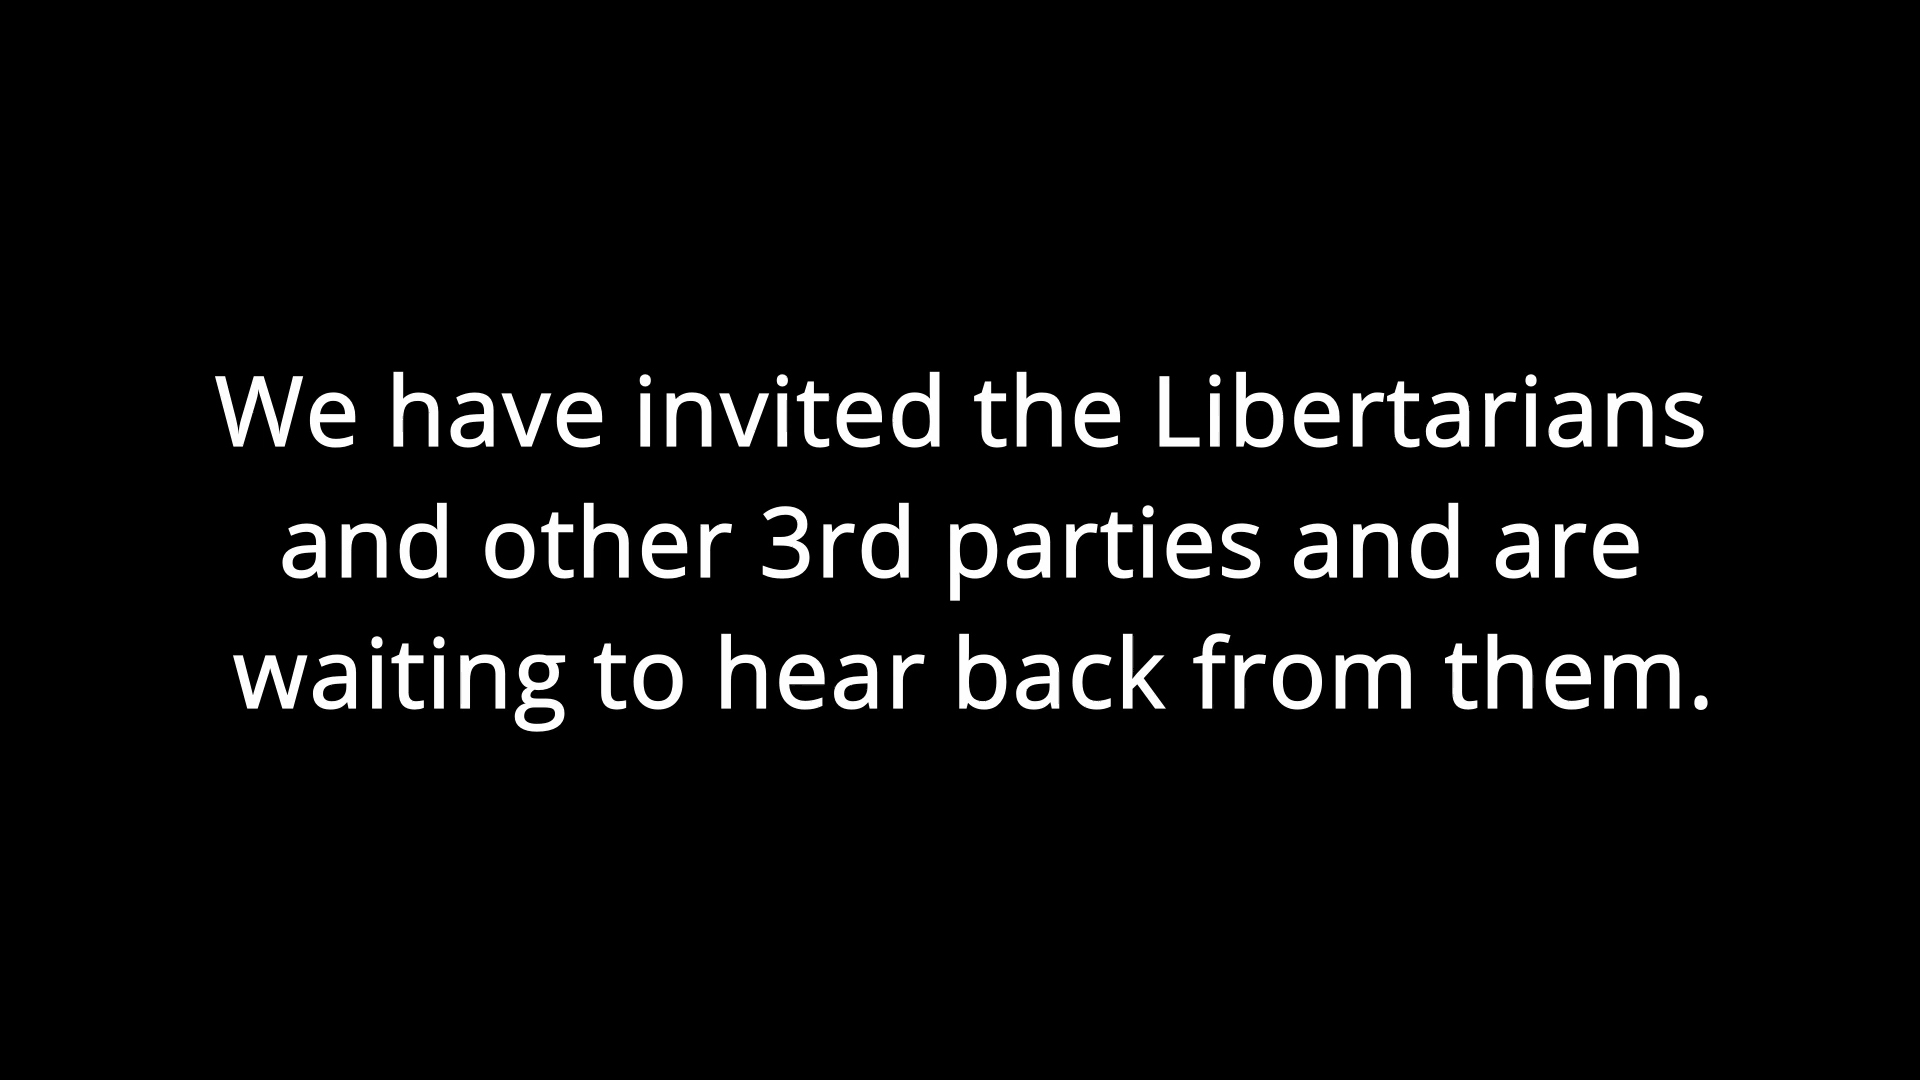 We have invited the Libertarians
and other 3rd parties and are
waiting to hear back from them.